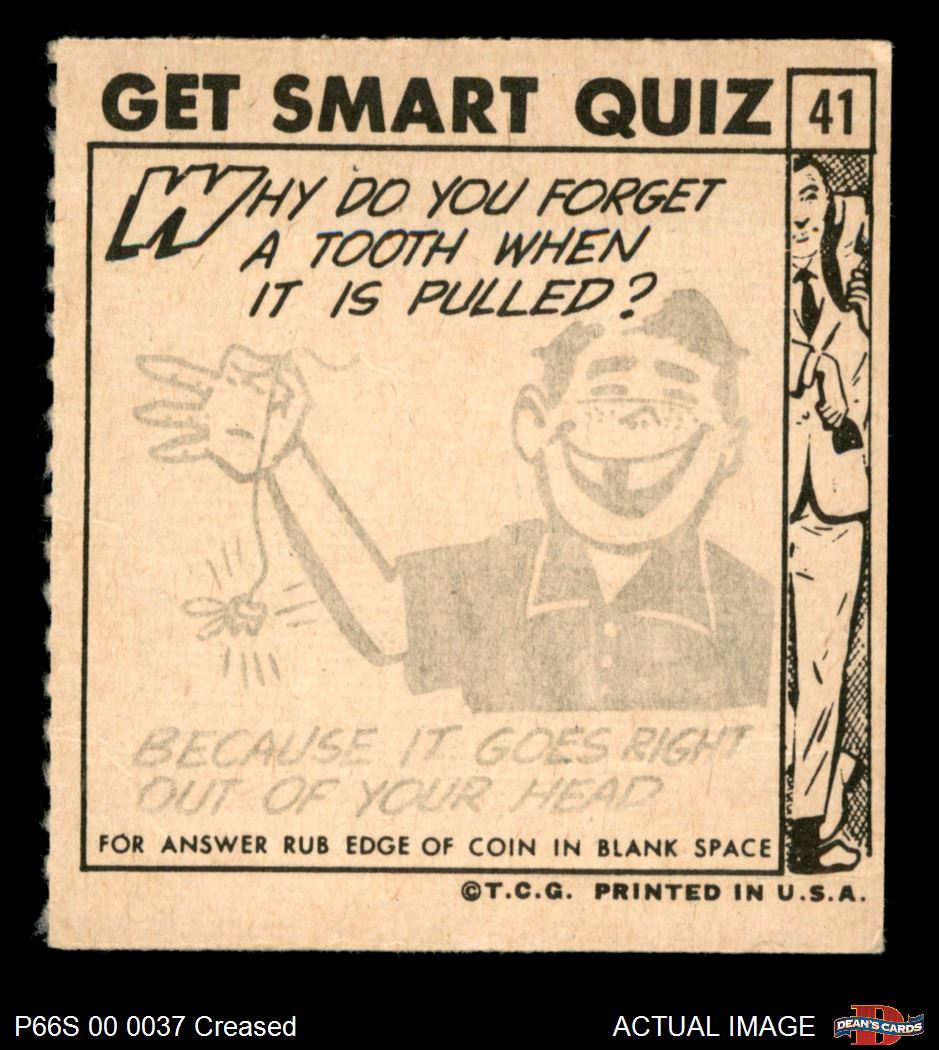 GET SMART QUIZ 41
WHY DO YOU FORGET
A TOOTH WHEN
IT IS PULLED?
BECAUSE IT GOES RIGHT
OUT OF YOUR HEAD
FOR ANSWER RUB EDGE OF COIN IN BLANK SPACE
©T.C.G. PRINTED IN U.S.A.
P66S 00 0037 Creased
ACTUAL IMAGE
D
DEAN'S CARDS